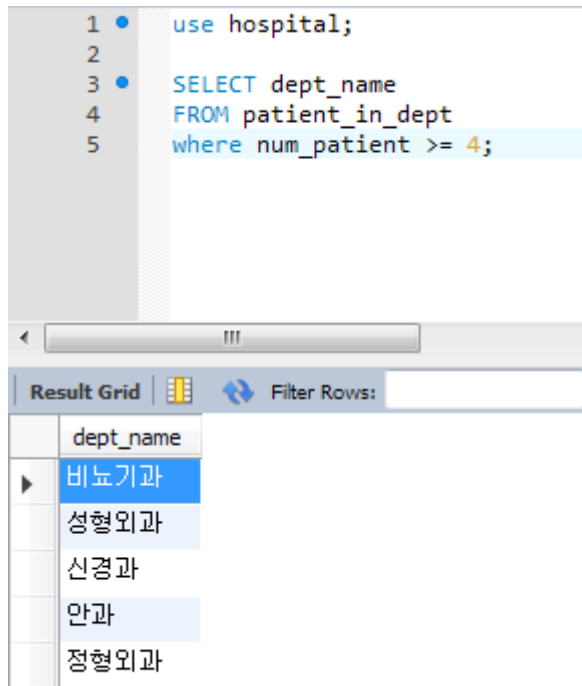 1 use hospital;
2
3 SELECT dept_name
4 FROM patient_in_dept
5 where num_patient >= 4;
Result Grid Filter Rows:
dept_name
비뇨기과
성형외과
신경과
안과
정형외과